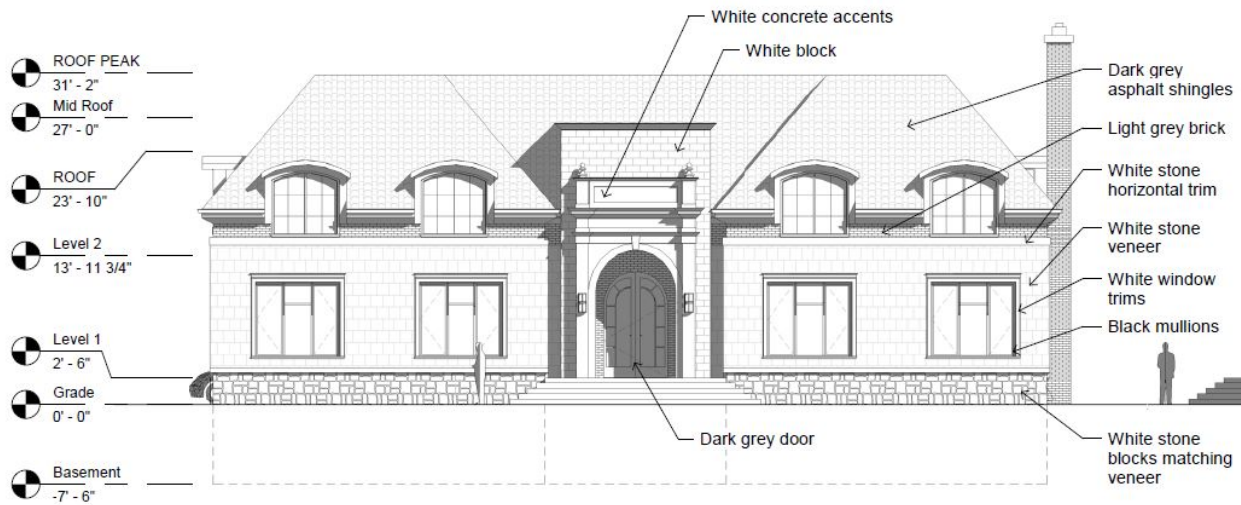 White concrete accents
White block
ROOF PEAK
31' - 2"
Mid Roof
27' - 0"
ROOF
23' - 10"
Level 2
13' - 11 3/4"
Level 1
2' - 6"
Grade
0' - 0"
Basement
-7' - 6"
Dark grey
asphalt shingles
Light grey brick
White stone
horizontal trim
White stone
veneer
White window
trims
Black mullions
Dark grey door
White stone
blocks matching
veneer